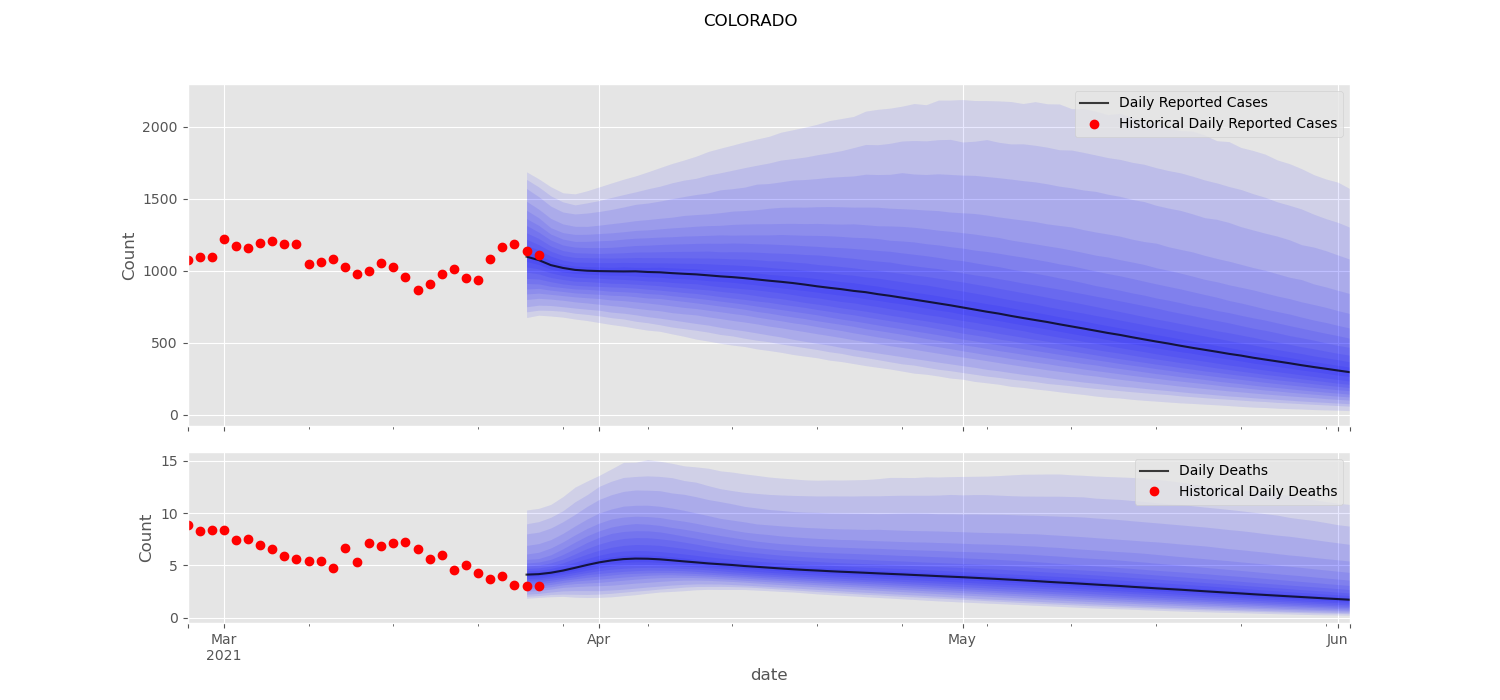 COLORADO
Daily Reported Cases
Historical Daily Reported Cases
2000
1500
1000
500
0
Count
Daily Deaths
Historical Daily Deaths
15
10
5
0
Count
Mar
2021
Apr
May
Jun
date